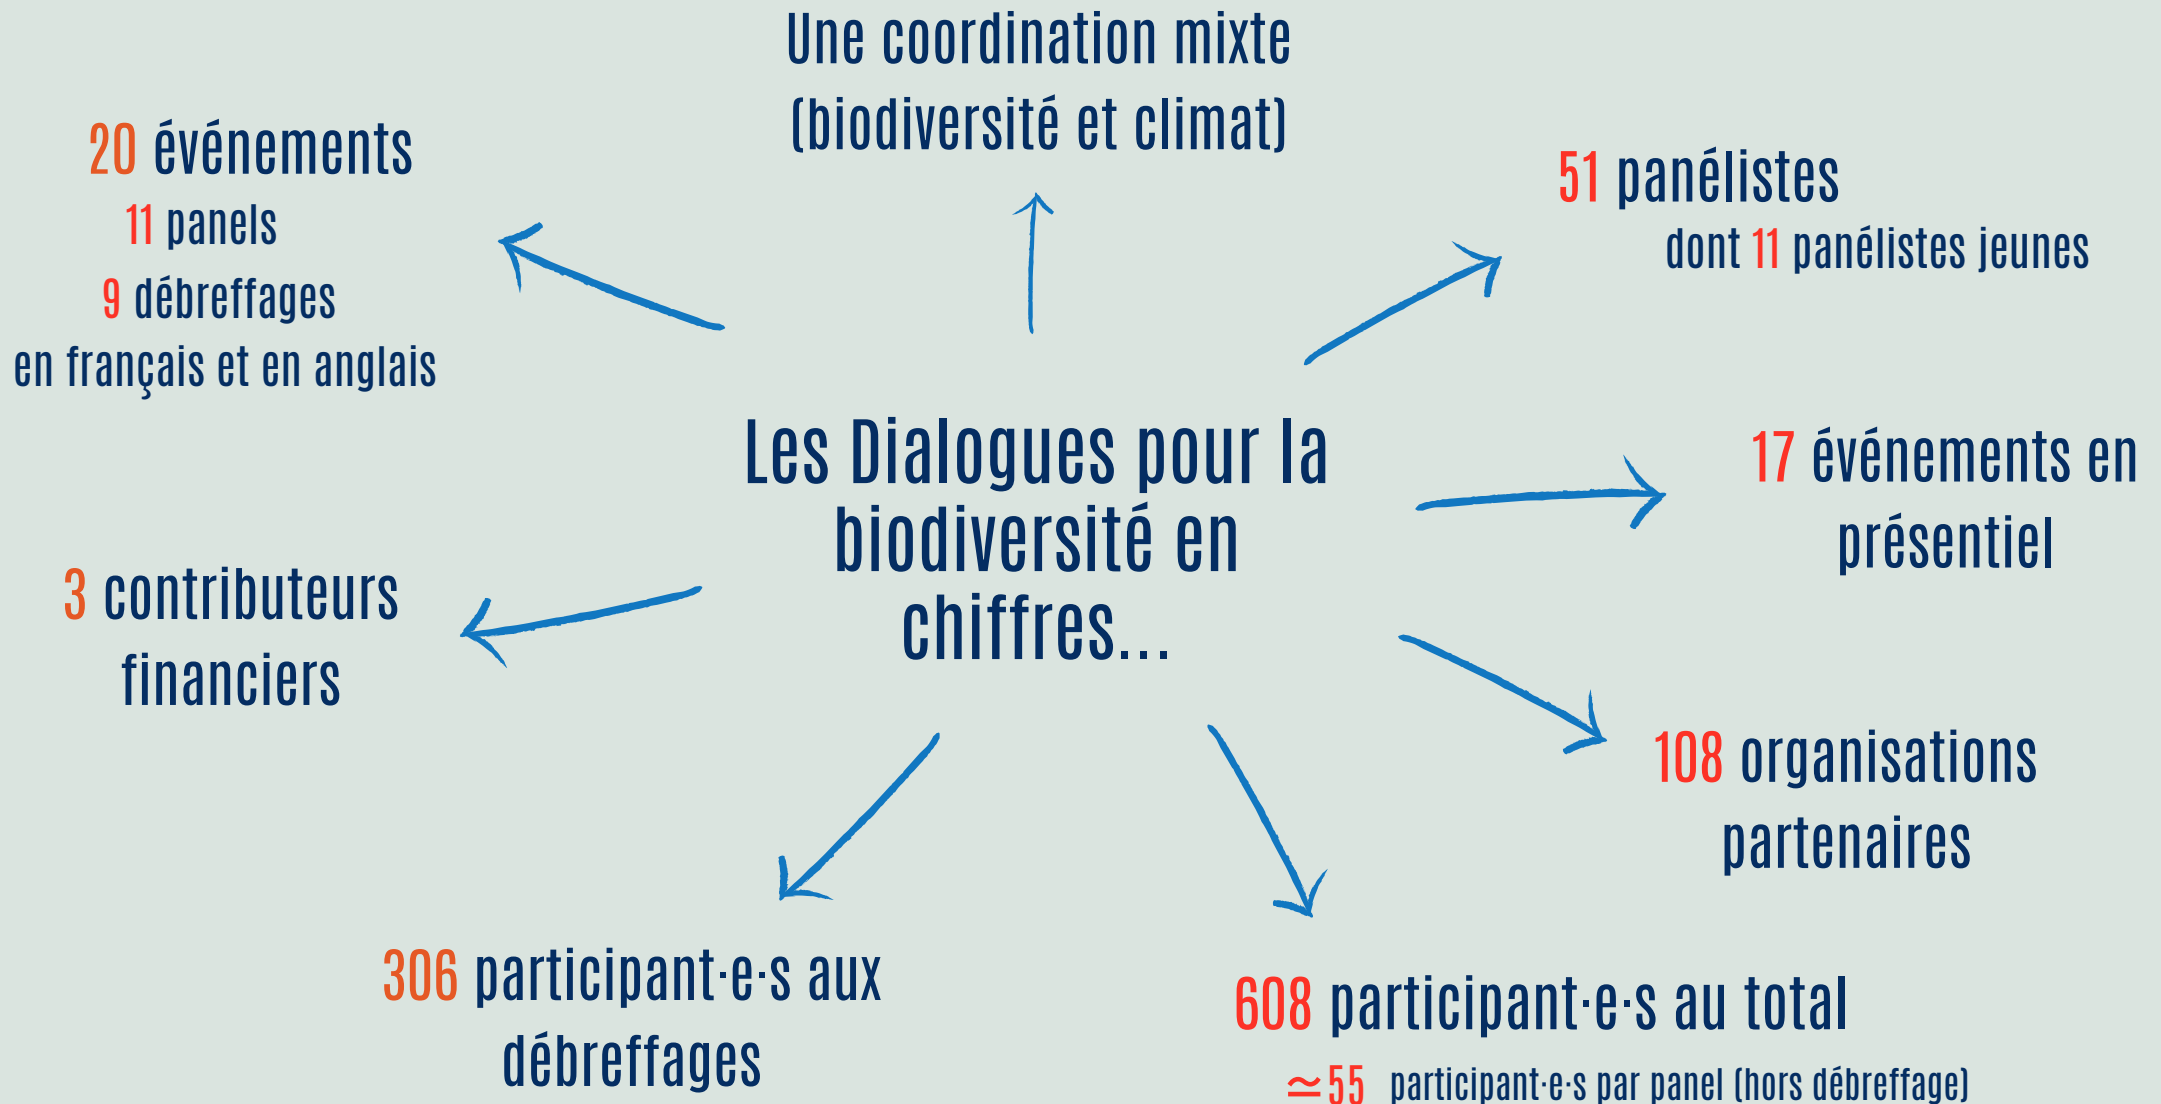 Une coordination mixte
(biodiversité et climat)
20 événements
11 panels
9 débreffages
en français et en anglais
51 panélistes
dont 11 panélistes jeunes
Les Dialogues pour la
biodiversité en
chiffres...
17 événements en
présentiel
3 contributeurs
financiers
108 organisations
partenaires
306 participant·e·s aux
débreffages
608 participant·e·s au total
≃55 participant·e·s par panel (hors débreffage)